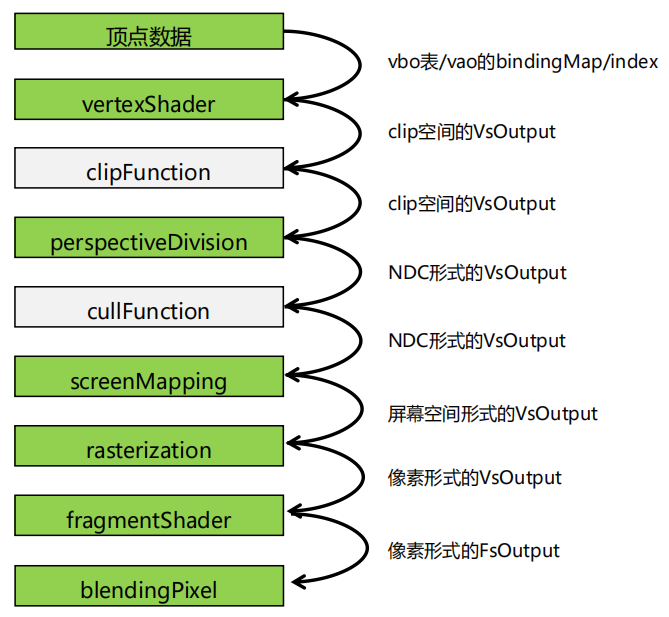 顶点数据
vbo表/vao的bindingMap/index
vertexShader
clip空间的VsOutput
clipFunction
clip空间的VsOutput
perspectiveDivision
NDC形式的VsOutput
cullFunction
NDC形式的VsOutput
screenMapping
屏幕空间形式的VsOutput
rasterization
像素形式的VsOutput
fragmentShader
像素形式的FsOutput
blendingPixel